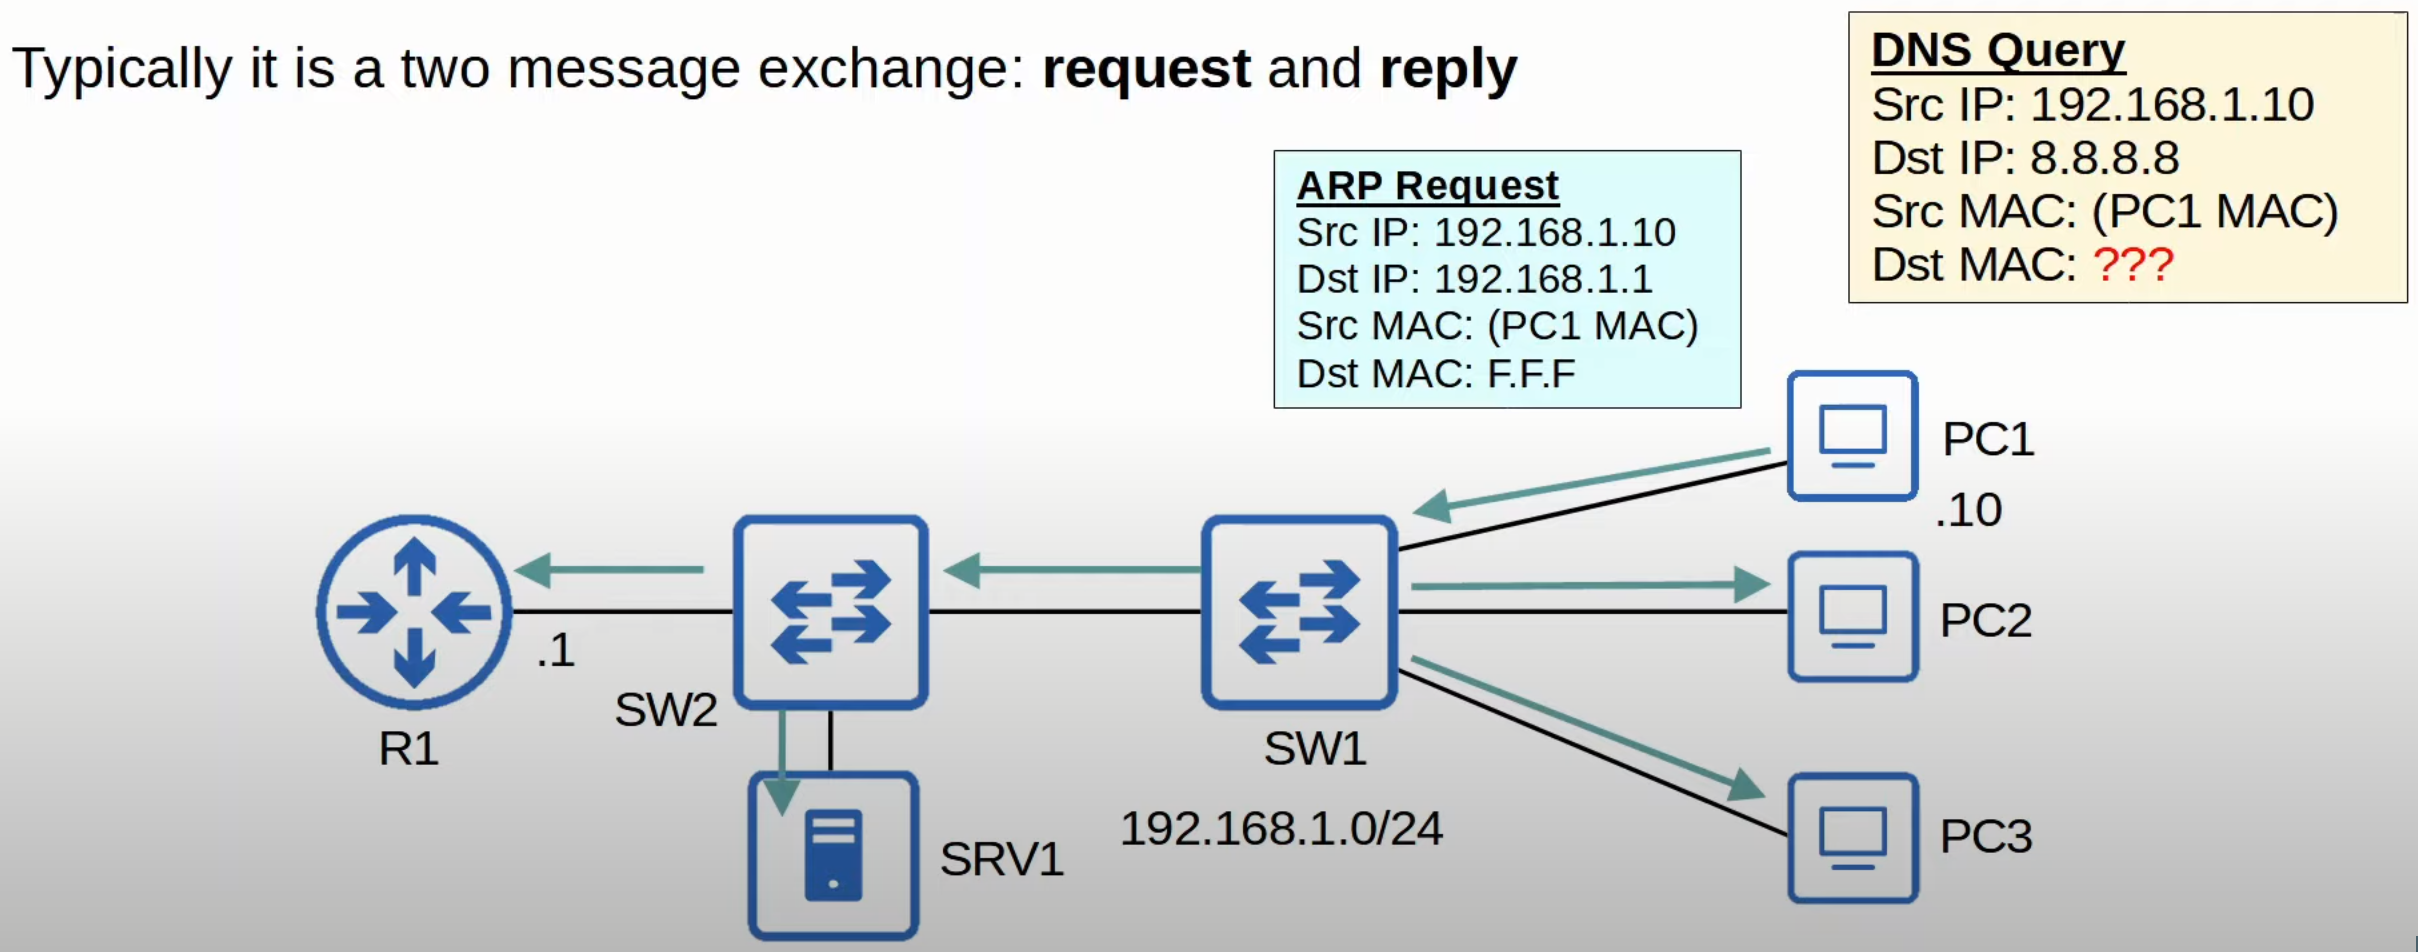 Typically it is a two message exchange: request and reply
DNS Query
Src IP: 192.168.1.10
Dst IP: 8.8.8.8
Src MAC: (PC1 MAC)
Dst MAC: ???
ARP Request
Src IP: 192.168.1.10
Dst IP: 192.168.1.1
Src MAC: (PC1 MAC)
Dst MAC: F.F.F
PC1
.10
PC2
.1
SW2
R1
SW1
192.168.1.0/24
PC3
SRV1